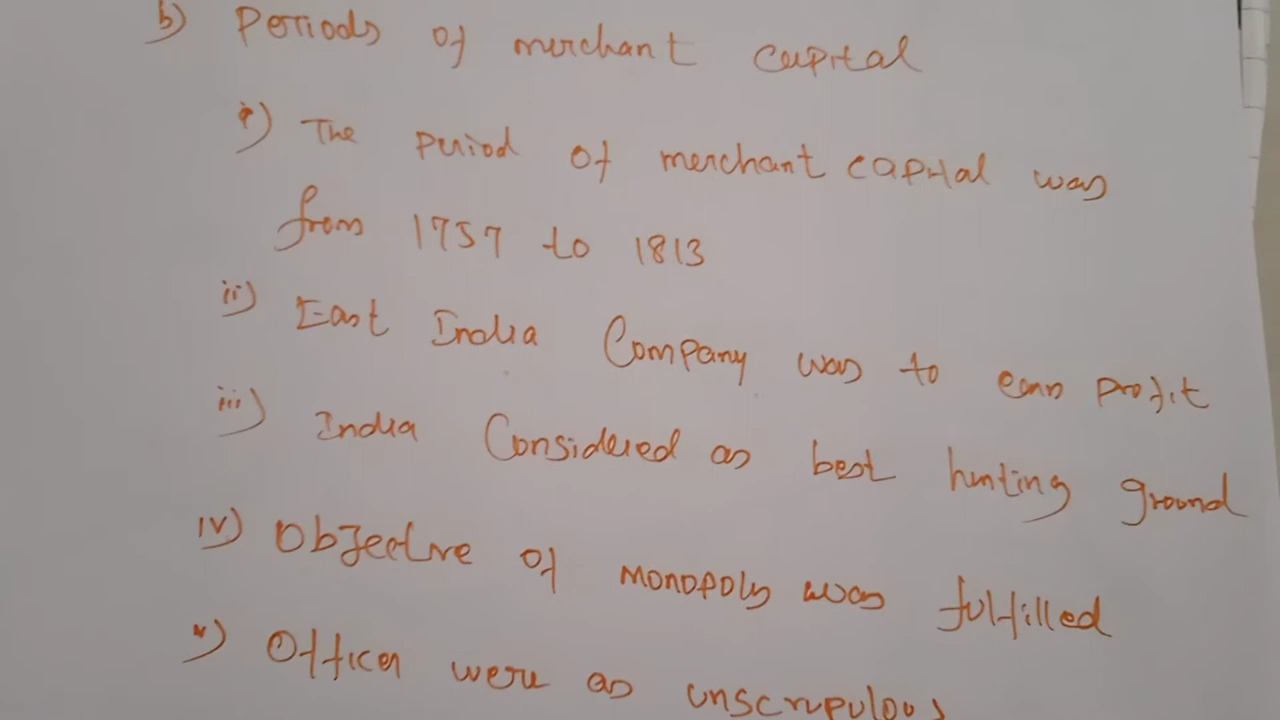 b) Periods of merchant capital
i) The period of merchant capital was
from 1757 to 1813
ii) East India Company was to earn profit
iii) India Considered as best hunting ground
iv) Objective of monopoly was fulfilled
v) Officer were as unscrupulous